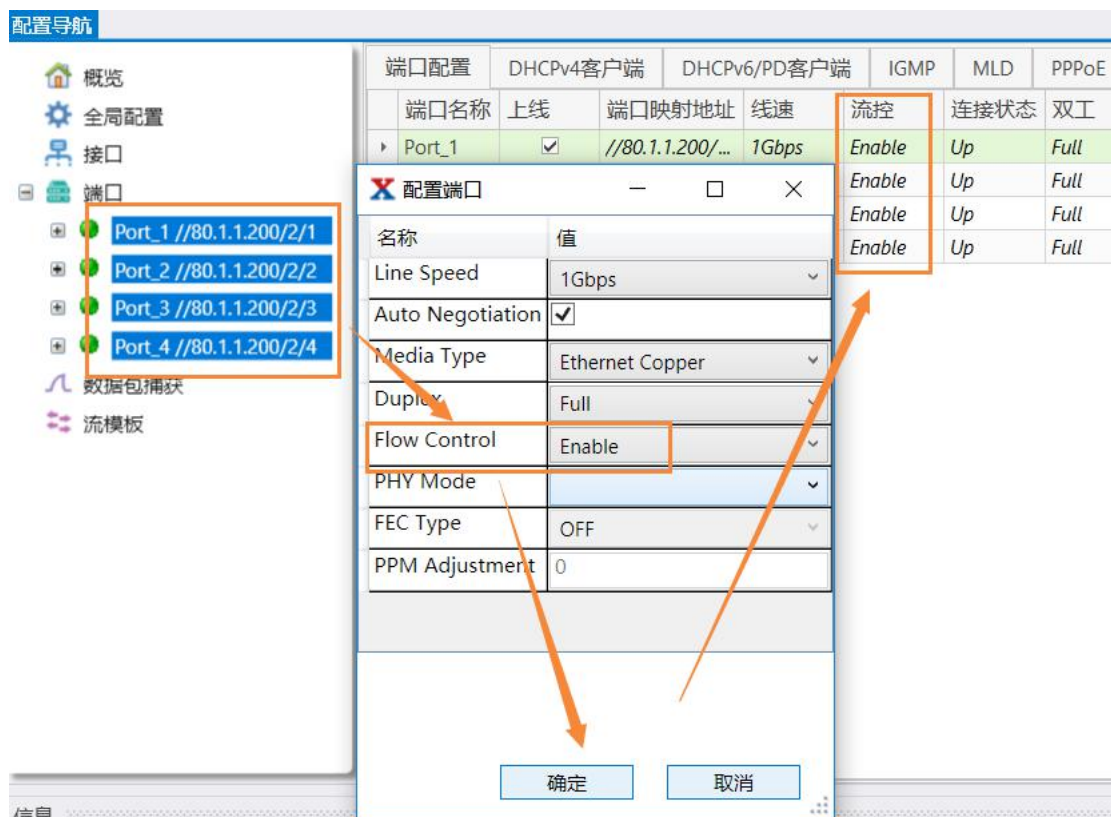 配置导航
概览
全局配置
接口
端口
Port_1 //80.1.1.200/2/1
Port_2 //80.1.1.200/2/2
Port_3 //80.1.1.200/2/3
Port_4 //80.1.1.200/2/4
数据包捕获
流模板
端口配置 DHCPv4客户端 DHCPv6/PD客户端 IGMP MLD PPPoE
端口名称 上线 端口映射地址 线速 流控 连接状态 双工
Port_1 //80.1.1.200/... 1Gbps Enable Up Full
Enable Up Full
Enable Up Full
Enable Up Full
X 配置端口
名称 值
Line Speed 1Gbps
Auto Negotiation
Media Type Ethernet Copper
Duplex Full
Flow Control Enable
PHY Mode
FEC Type OFF
PPM Adjustment 0
确定 取消
信息